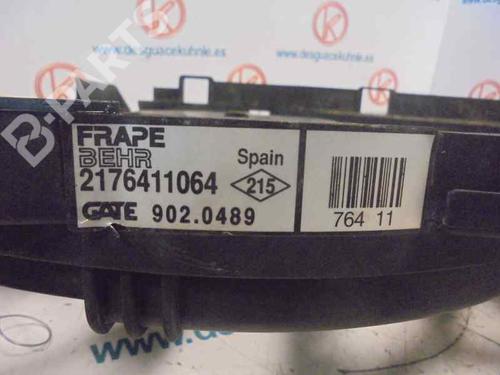 www.desguacekuhnle.es
www.desguacekuhnle.es
B-PARTS
FRAPE
BEHR
Spain
2176411064
215
GATE 902.0489
764 11